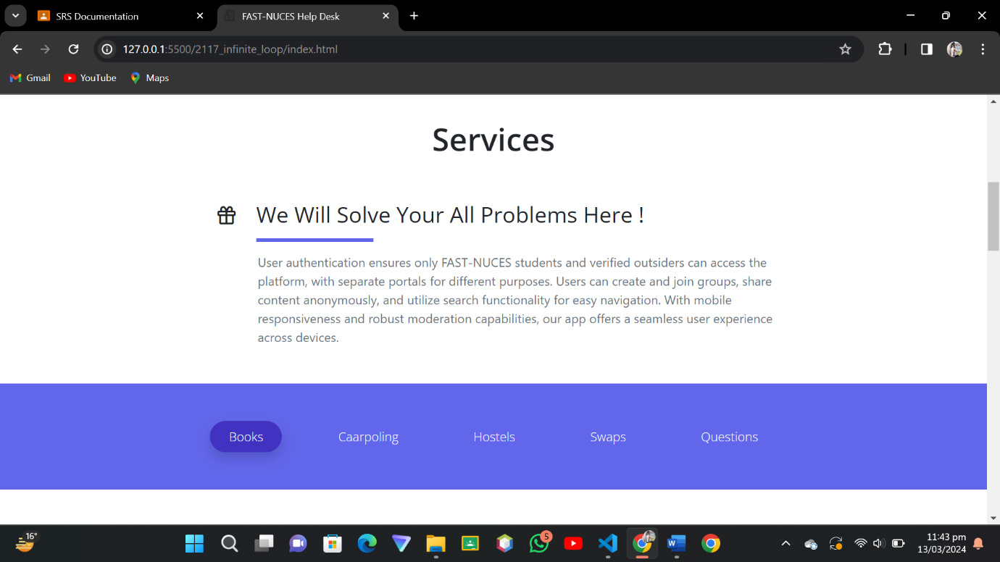 SRS Documentation
FAST-NUCES Help Desk
127.0.0.1:5500/2117_infinite_loop/index.html
Gmail
YouTube
Maps
Services
We Will Solve Your All Problems Here !
User authentication ensures only FAST-NUCES students and verified outsiders can access the
platform, with separate portals for different purposes. Users can create and join groups, share
content anonymously, and utilize search functionality for easy navigation. With mobile
responsiveness and robust moderation capabilities, our app offers a seamless user experience
across devices.
Books
Caarpoling
Hostels
Swaps
Questions
16°
5
W
11:43 pm
13/03/2024